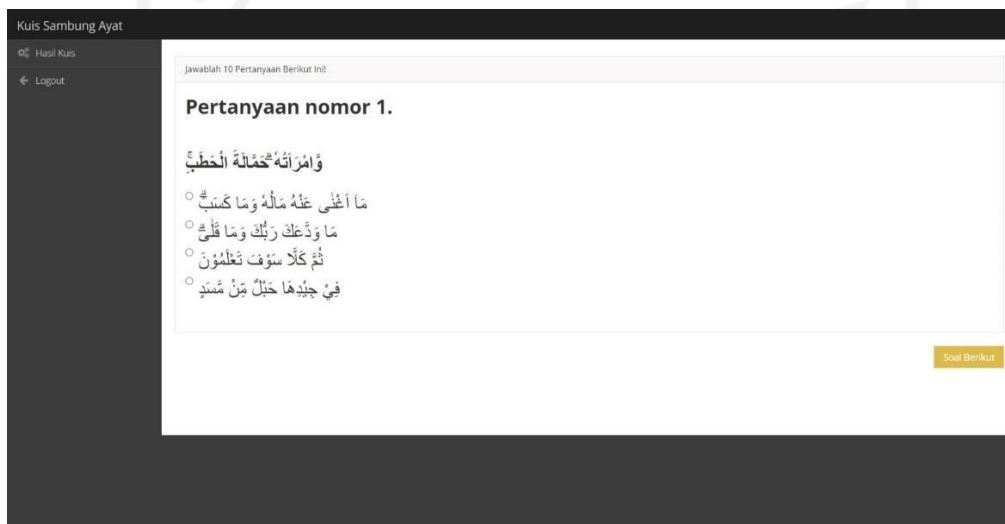 Kuis Sambung Ayat
Hasil Kuis
Logout
Jawablah 10 Pertanyaan Berikut Ini!
Pertanyaan nomor 1.
وَّامْرَاَتُهٗ ۗحَمَّالَةَ الْحَطَبِۚ
مَآ اَغْنٰى عَنْهُ مَالُهٗ وَمَا كَسَبَۗ
مَا وَدَّعَكَ رَبُّكَ وَمَا قَلٰىۗ
ثُمَّ كَلَّا سَوْفَ تَعْلَمُوْنَ
فِيْ جِيْدِهَا حَبْلٌ مِّنْ مَّسَدٍ
Soal Berikut